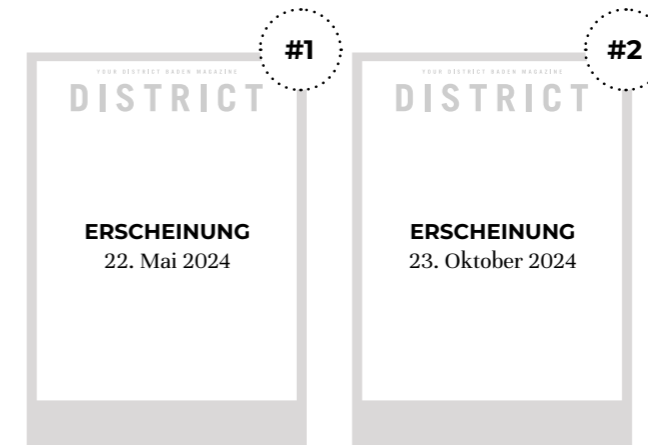 #1
YOUR DISTRICT BADEN MAGAZINE
DISTRICT
ERSCHEINUNG
22. Mai 2024
#2
YOUR DISTRICT BADEN MAGAZINE
DISTRICT
ERSCHEINUNG
23. Oktober 2024